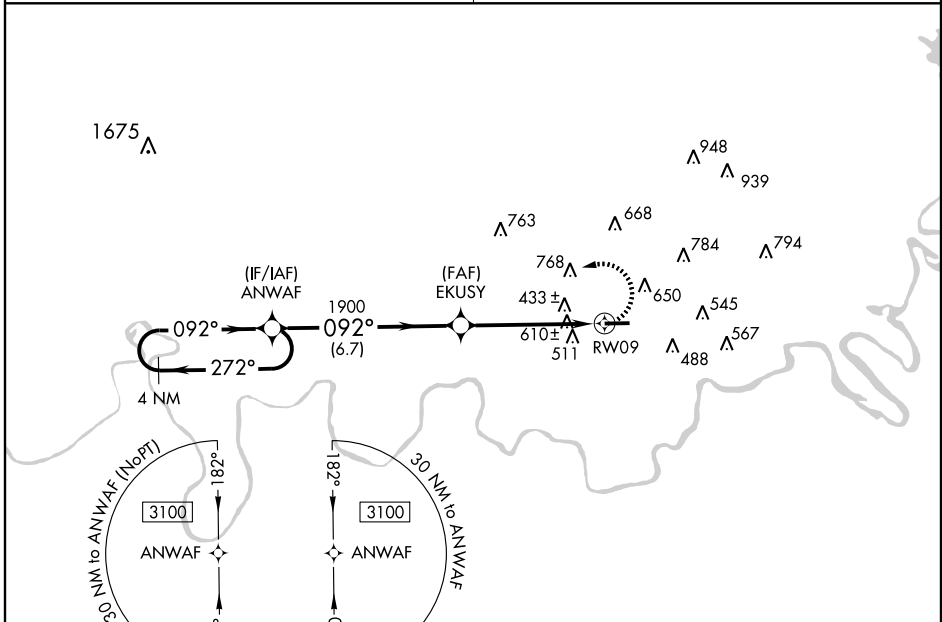 1675
948
939
763
668
784
794
768
(IF/IAF)
ANWAF
(FAF)
EKUSY
650
433 ±
545
1900
092°
092°
(6.7)
610±
511
RW09
567
488
272°
4 NM
30 NM to ANWAF (NoPT)
182°
182°
30 NM to ANWAF
3100
3100
ANWAF
ANWAF